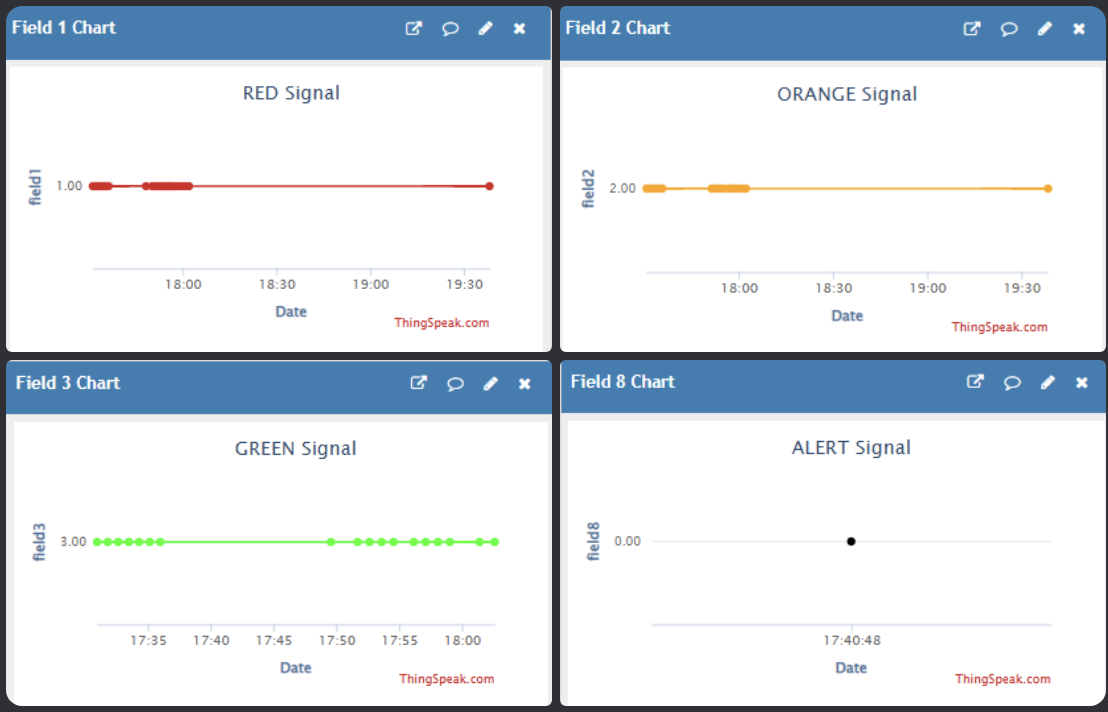 Field 1 Chart
RED Signal
field1
1.00
18:00 18:30 19:00 19:30
Date
ThingSpeak.com
Field 2 Chart
ORANGE Signal
field2
2.00
18:00 18:30 19:00 19:30
Date
ThingSpeak.com
Field 3 Chart
GREEN Signal
field3
3.00
17:35 17:40 17:45 17:50 17:55 18:00
Date
ThingSpeak.com
Field 8 Chart
ALERT Signal
field8
0.00
17:40:48
Date
ThingSpeak.com